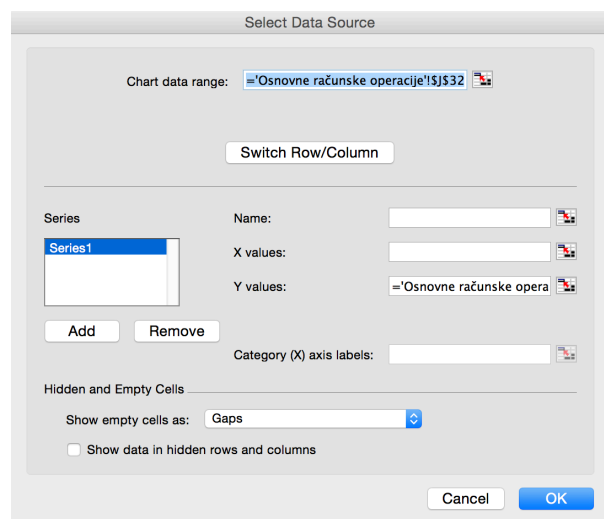 Select Data Source
Chart data range: ='Osnovne računske operacije'!$J$32
Switch Row/Column
Series
Series1
Add Remove
Name:
X values:
Y values: ='Osnovne računske opera
Category (X) axis labels:
Hidden and Empty Cells
Show empty cells as: Gaps
Show data in hidden rows and columns
Cancel OK